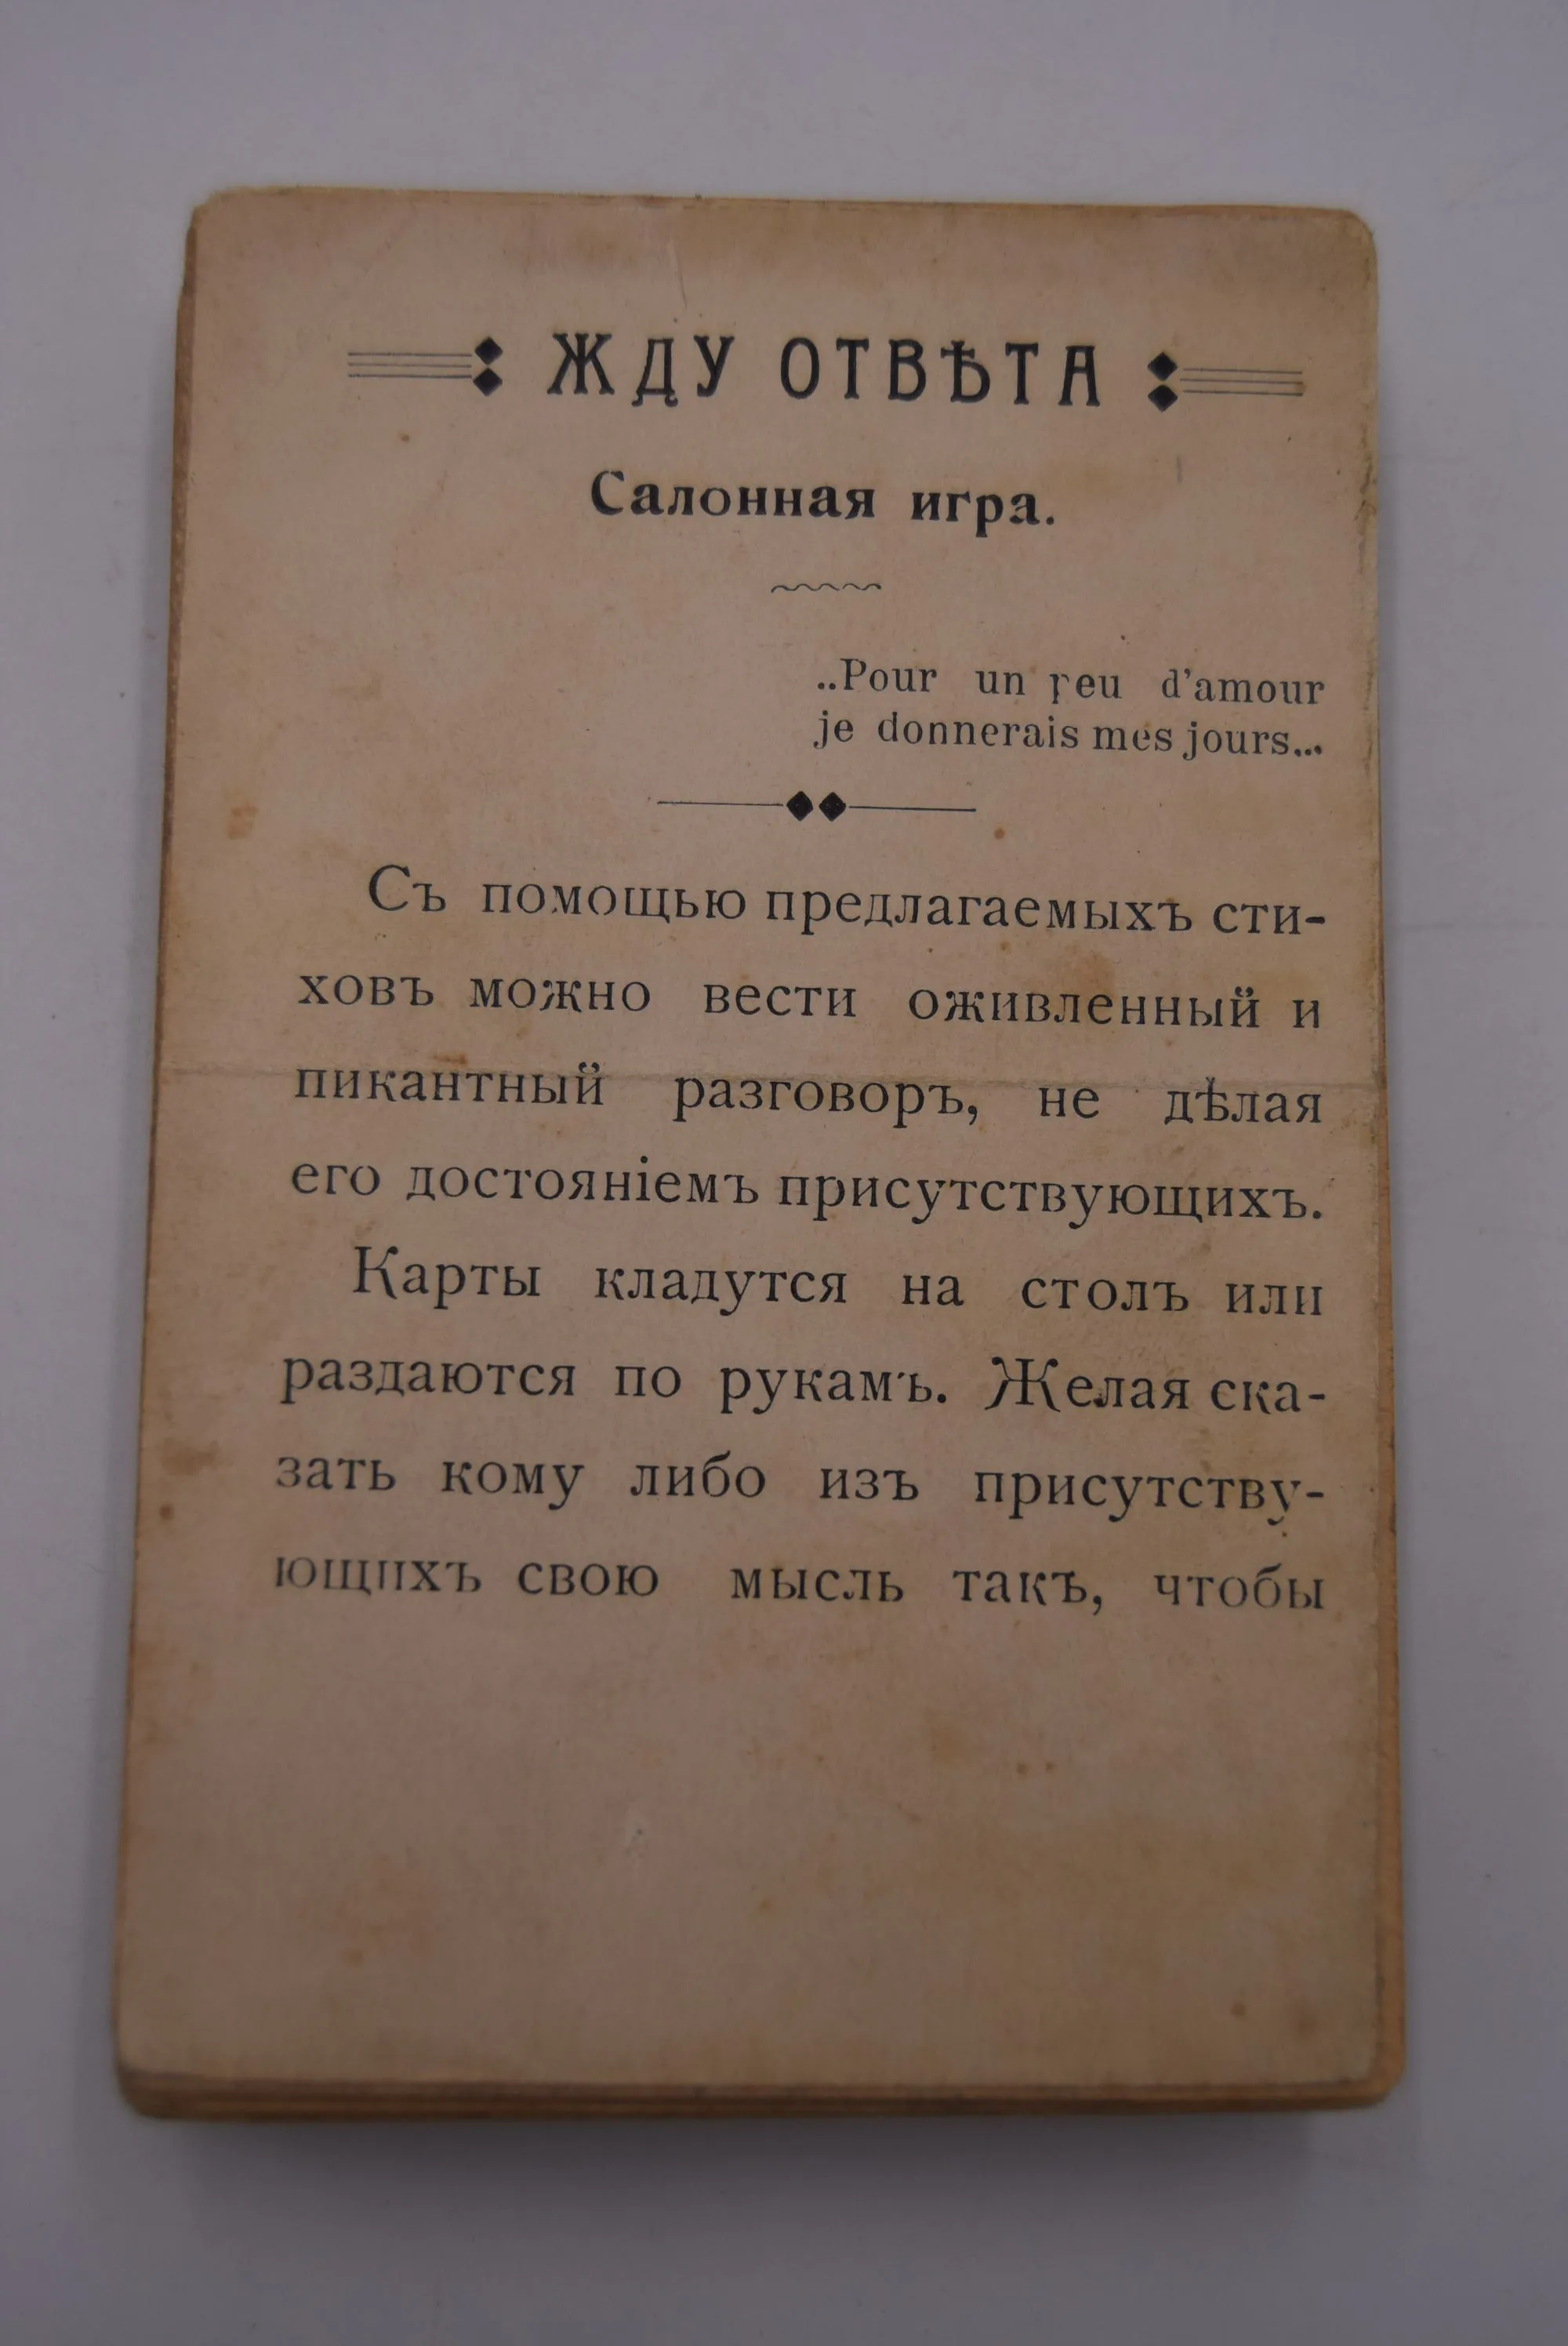 ЖДУ ОТВѢТА
Салонная игра.
..Pour un peu d'amour
je donnerais mes jours...
Съ помощью предлагаемыхъ сти-
ховъ можно вести оживленный и
пикантный разговоръ, не дѣлая
его достояніемъ присутствующихъ.
Карты кладутся на столъ или
раздаются по рукамъ. Желая ска-
зать кому либо изъ присутству-
ющихъ свою мысль такъ, чтобы